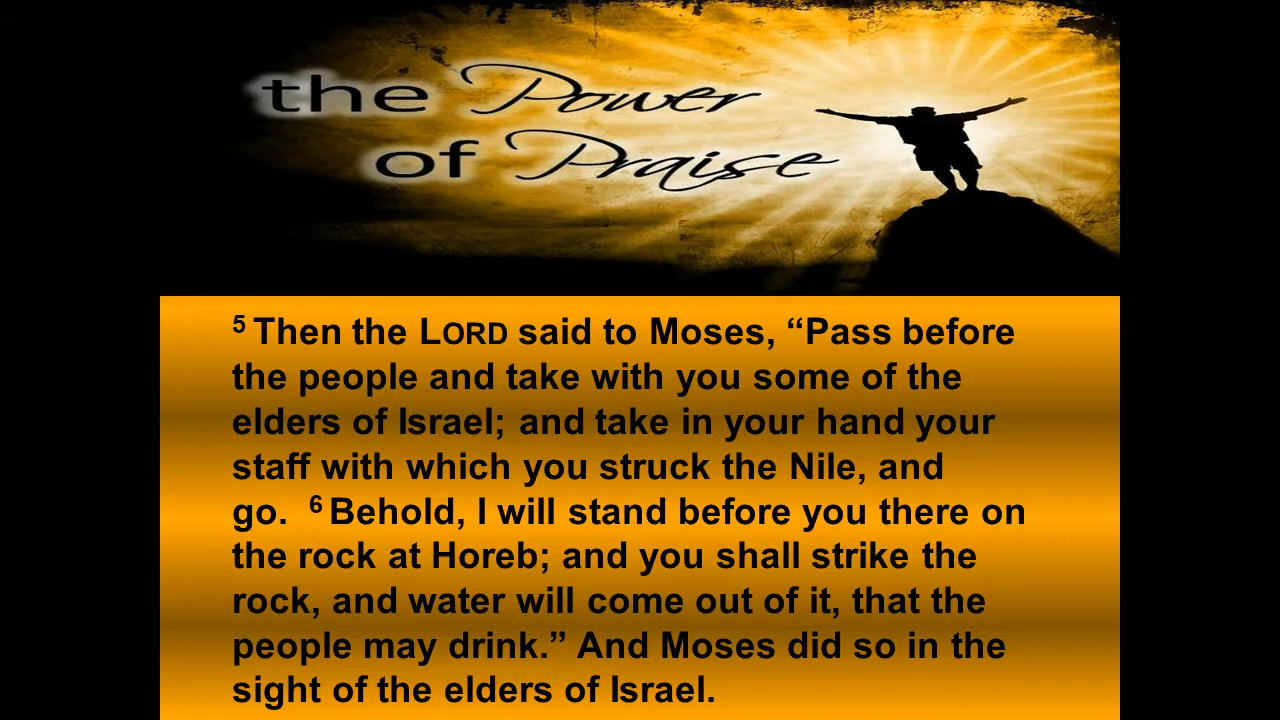 the Power
of Praise
5 Then the LORD said to Moses, “Pass before
the people and take with you some of the
elders of Israel; and take in your hand your
staff with which you struck the Nile, and
go.  6 Behold, I will stand before you there on
the rock at Horeb; and you shall strike the
rock, and water will come out of it, that the
people may drink.” And Moses did so in the
sight of the elders of Israel.